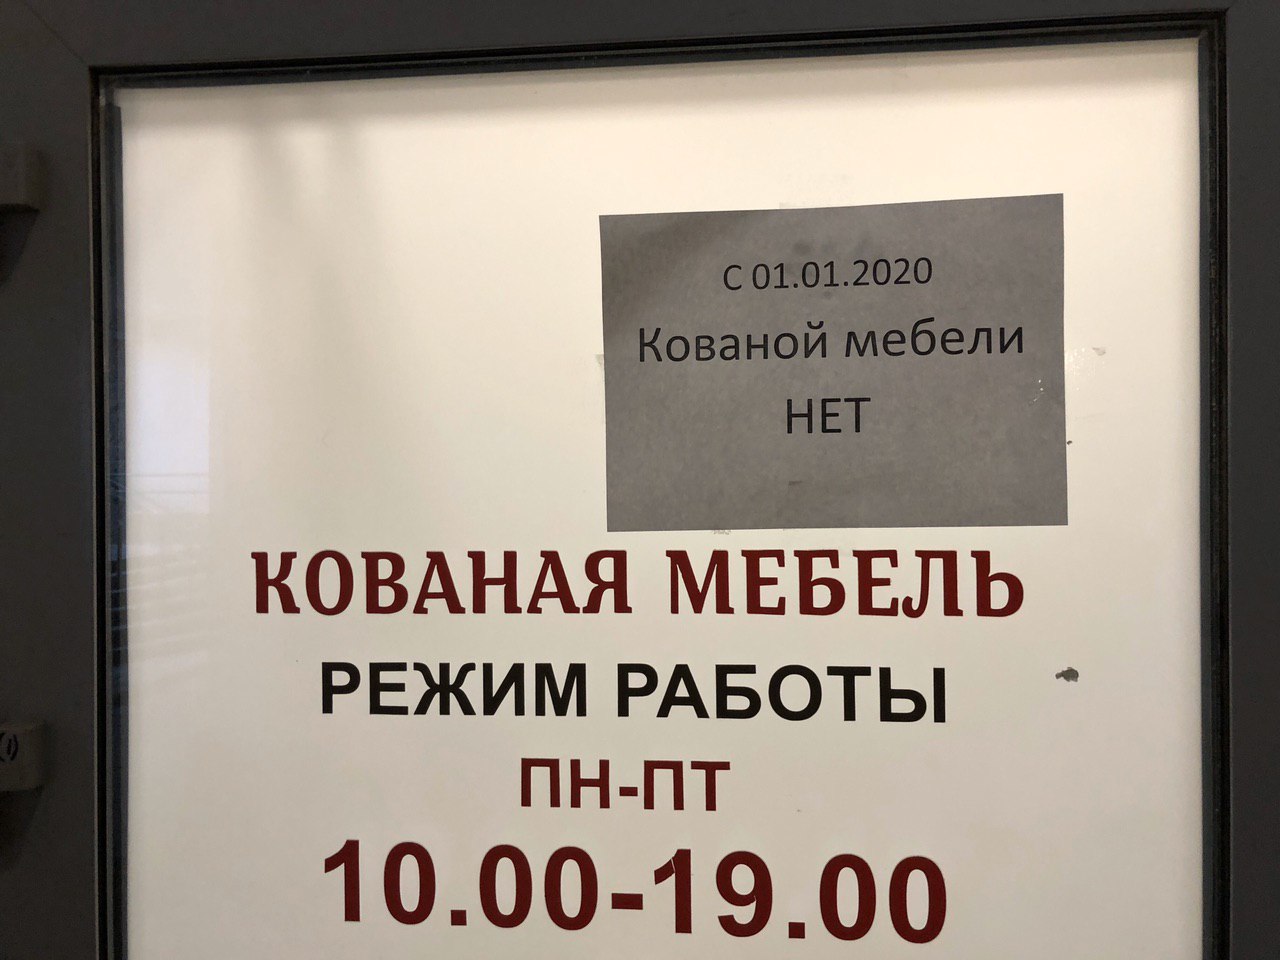 С 01.01.2020
Кованой мебели
НЕТ
КОВАНАЯ МЕБЕЛЬ
РЕЖИМ РАБОТЫ
ПН-ПТ
10.00-19.00